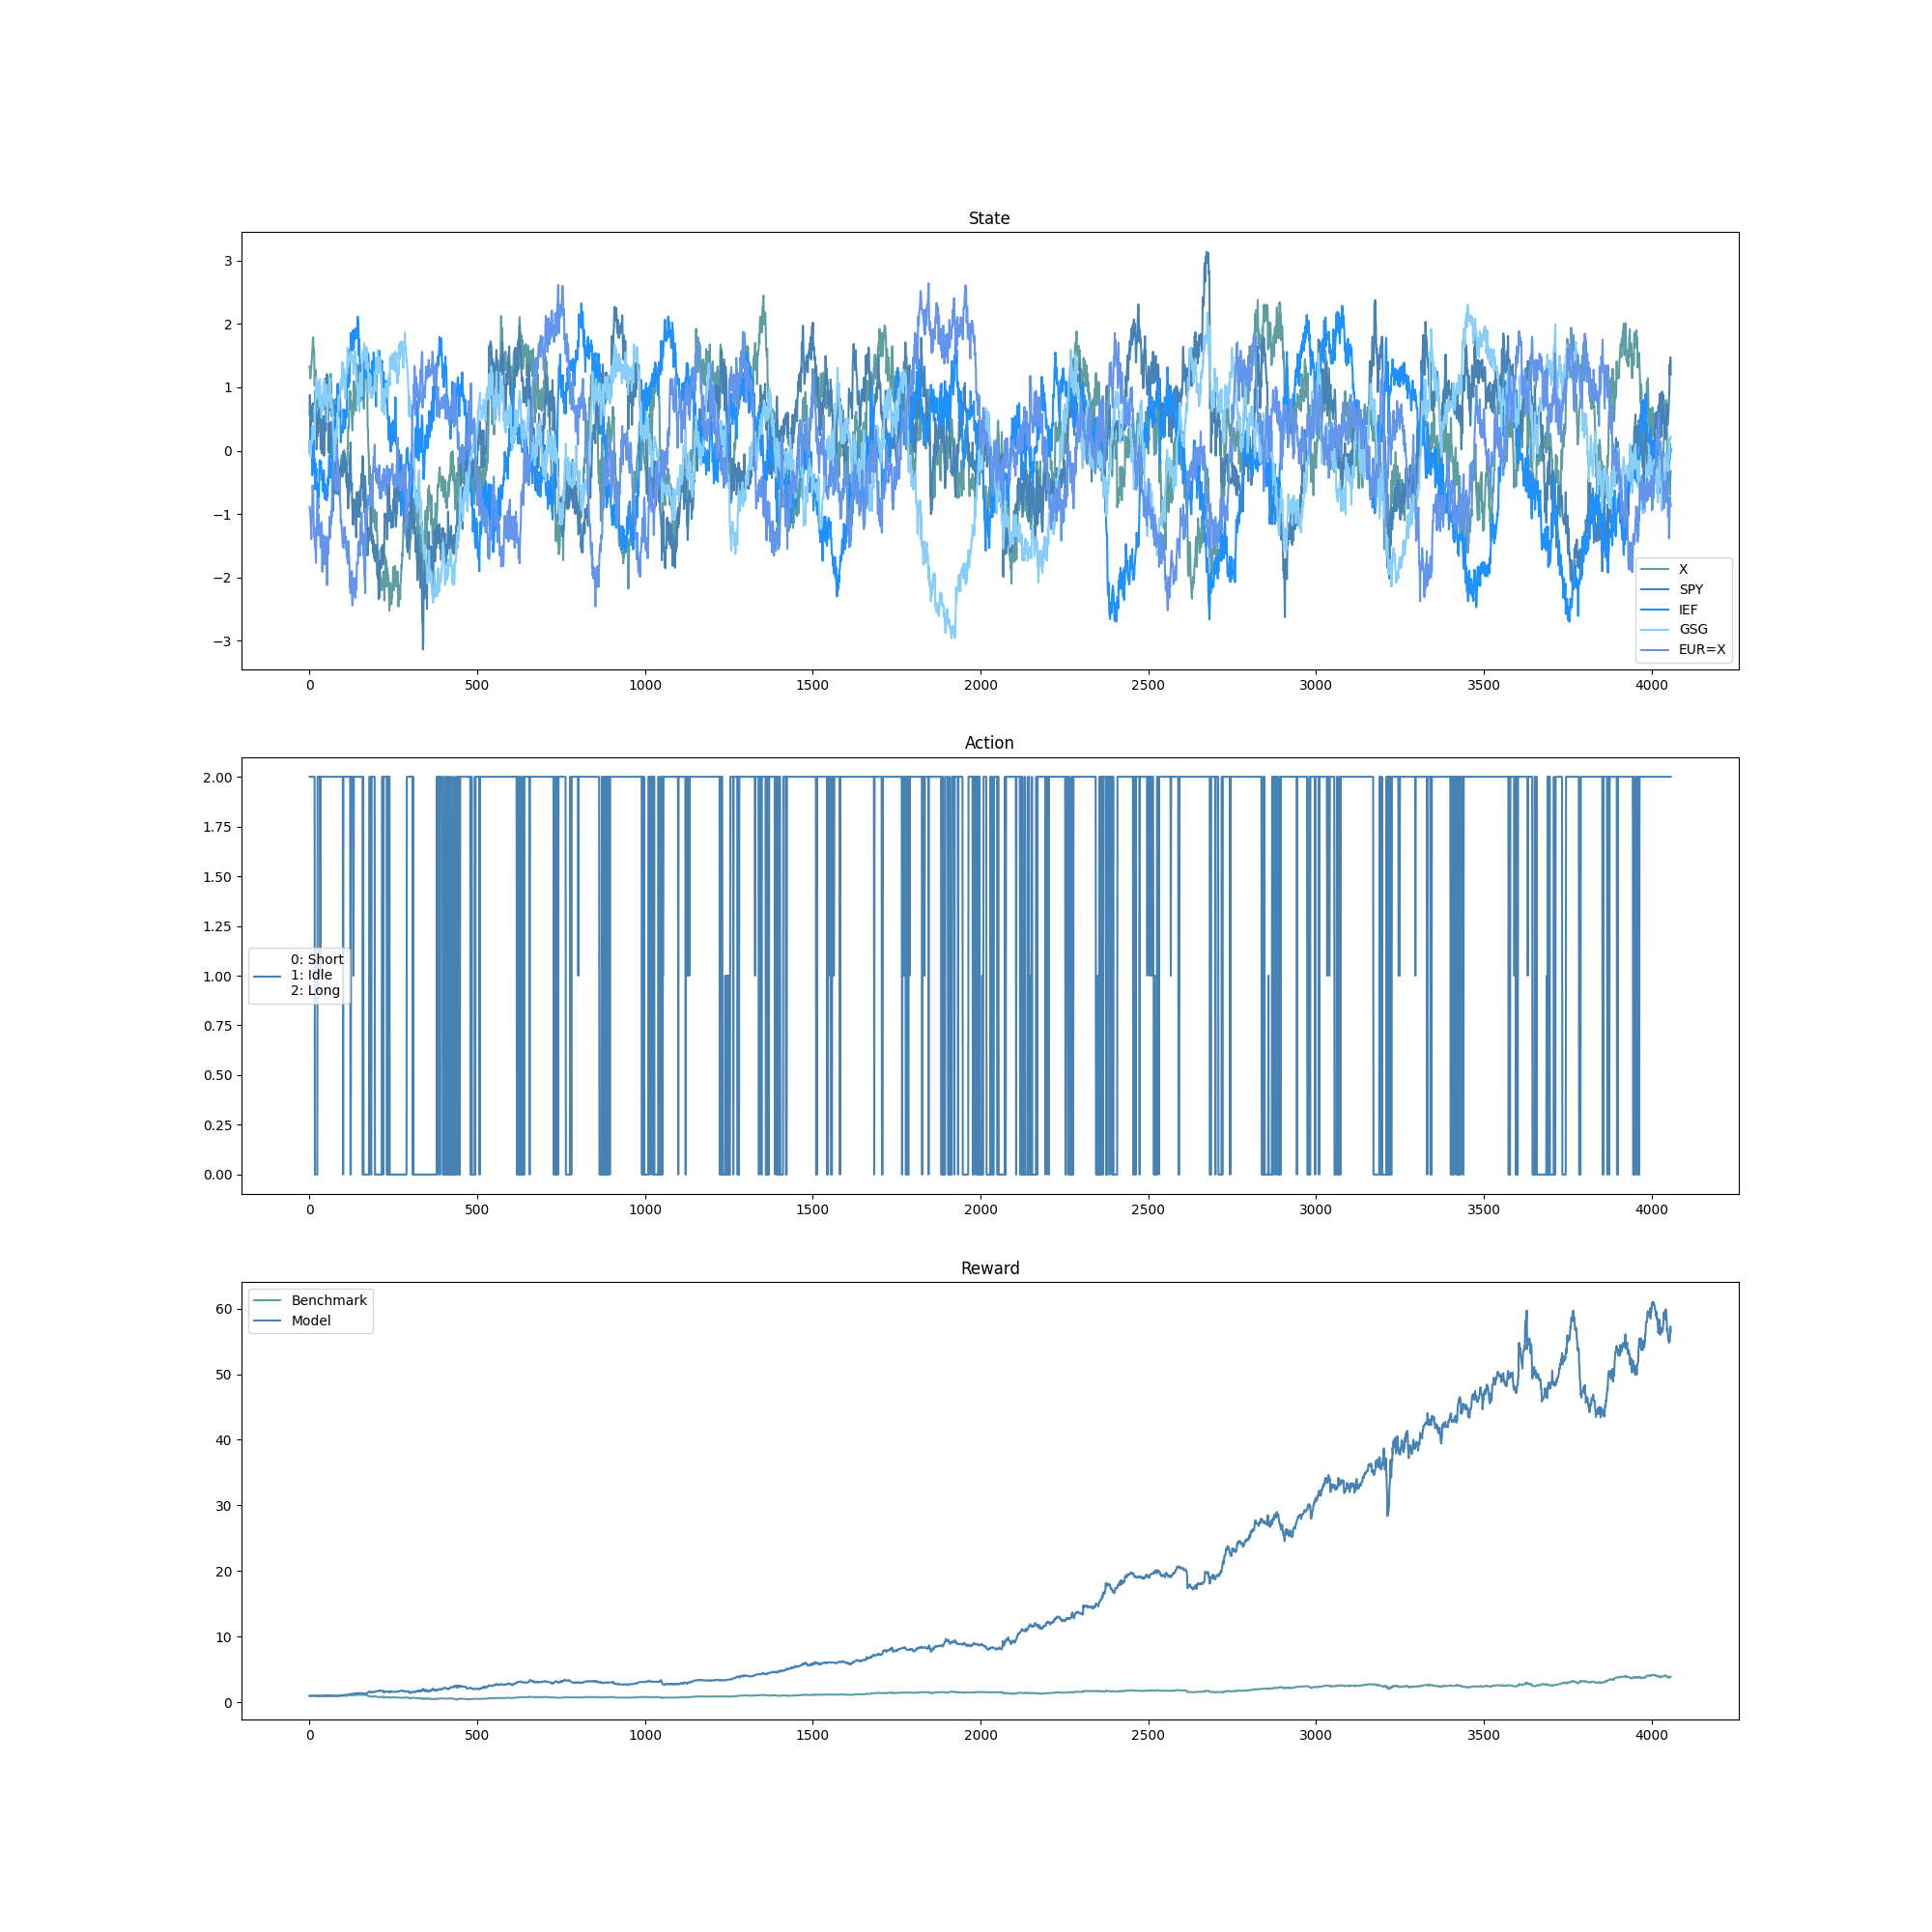 State
3
2
1
0
−1
−2
−3
X
SPY
IEF
GSG
EUR=X
0 500 1000 1500 2000 2500 3000 3500 4000
Action
2.00
1.75
1.50
1.25
1.00
0.75
0.50
0.25
0.00
0: Short
1: Idle
2: Long
0 500 1000 1500 2000 2500 3000 3500 4000
Reward
Benchmark
Model
60
50
40
30
20
10
0
0 500 1000 1500 2000 2500 3000 3500 4000